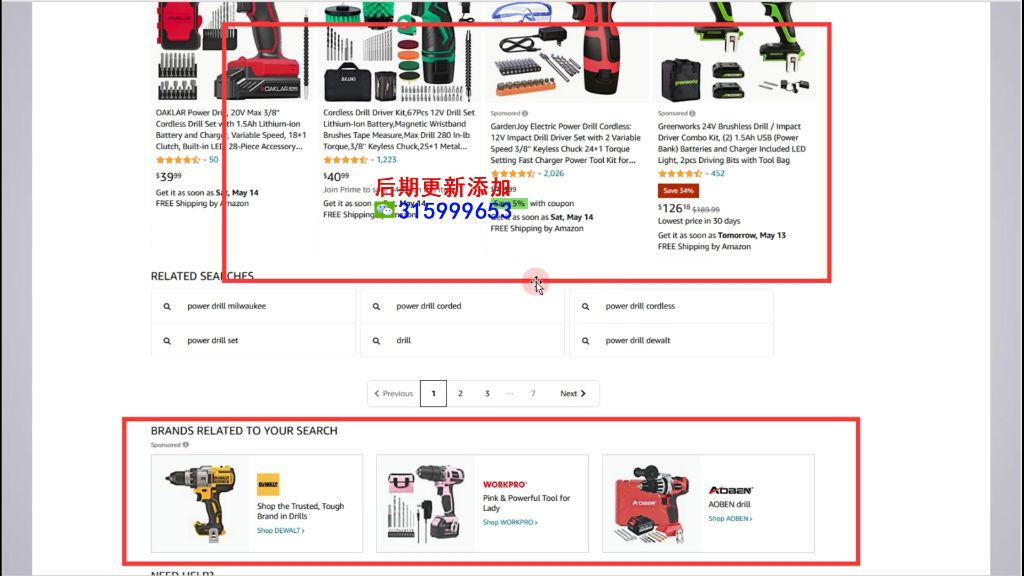 OAKLAR
OAKLAR Power Drill, 20V Max 3/8"
Cordless Drill Set with 1.5Ah Lithium-Ion
Battery and Charger, Variable Speed, 18+1
Clutch, Built-in LED 28-Piece Accessory...
50
$39.99
Get it as soon as Sat, May 14
FREE Shipping by Amazon
Cordless Drill Driver Kit,67Pcs 12V Drill Set
Lithium-Ion Battery,Magnetic Wristband
Brushes Tape Measure,Max Drill 280 In-lb
Torque,3/8" Keyless Chuck,25+1 Metal...
1,223
$40.99
Join Prime to
Get it as soon as Sat, May 14
FREE Shipping by Amazon
Sponsored
GardenJoy Electric Power Drill Cordless:
12V Impact Drill Driver Set with 2 Variable
Speed 3/8" Keyless Chuck 24+1 Torque
Setting Fast Charger Power Tool Kit for...
2,026
Save 5% with coupon
Get it as soon as Sat, May 14
FREE Shipping by Amazon
greenworks
Sponsored
Greenworks 24V Brushless Drill / Impact
Driver Combo Kit, (2) 1.5Ah USB (Power
Bank) Batteries and Charger Included LED
Light, 2pcs Driving Bits with Tool Bag
452
Save 34%
$126.18 $189.99
Lowest price in 30 days
Get it as soon as Tomorrow, May 13
FREE Shipping by Amazon
后期更新添加
315999653
RELATED SEARCHES
power drill milwaukee
power drill corded
power drill cordless
power drill set
drill
power drill dewalt
Previous 1 2 3 ... 7 Next
BRANDS RELATED TO YOUR SEARCH
Sponsored
DEWALT
Shop the Trusted, Tough
Brand in Drills
Shop DEWALT ›
WORKPRO
Pink & Powerful Tool for
Lady
Shop WORKPRO ›
AOBEN
AOBEN
AOBEN drill
Shop AOBEN ›
NEED HELP?